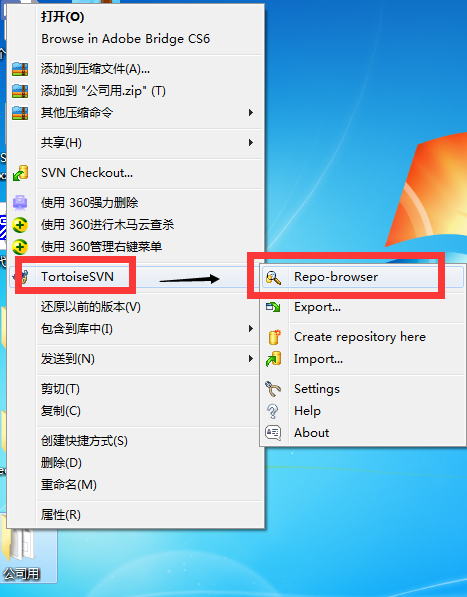 打开(O)
Browse in Adobe Bridge CS6
添加到压缩文件(A)...
添加到 "公司用.zip" (T)
其他压缩命令
共享(H)
SVN Checkout...
使用 360强力删除
使用 360进行木马云查杀
使用 360管理右键菜单
TortoiseSVN
Repo-browser
还原以前的版本(V)
Export...
包含到库中(I)
Create repository here
发送到(N)
Import...
剪切(T)
Settings
复制(C)
Help
About
创建快捷方式(S)
删除(D)
重命名(M)
属性(R)
公司用